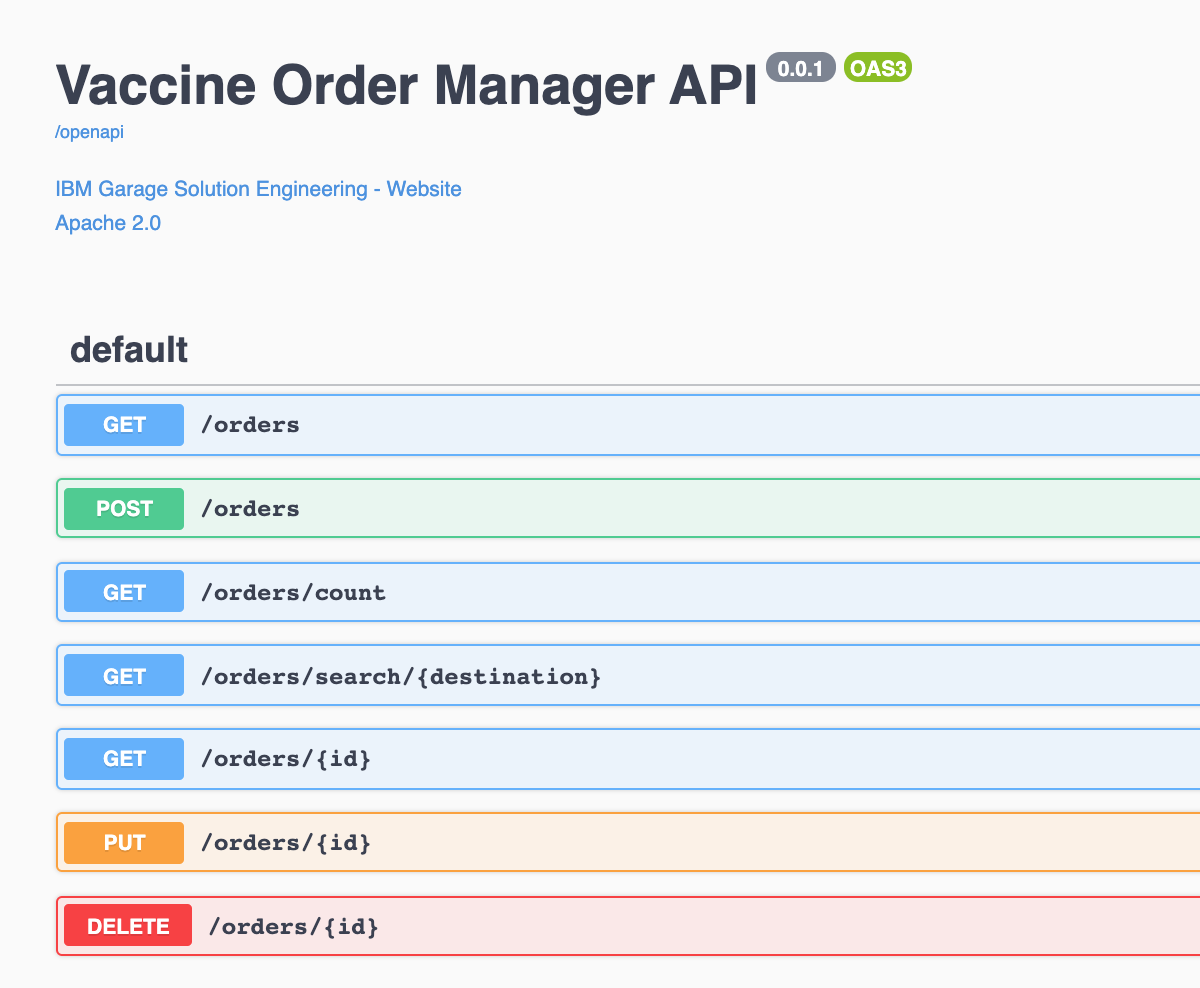 Vaccine Order Manager API 0.0.1 OAS3
/openapi
IBM Garage Solution Engineering - Website
Apache 2.0
default
GET /orders
POST /orders
GET /orders/count
GET /orders/search/{destination}
GET /orders/{id}
PUT /orders/{id}
DELETE /orders/{id}